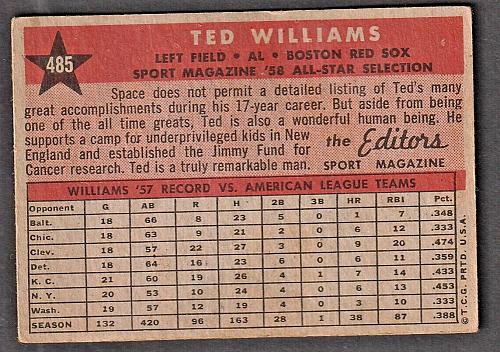 485
TED WILLIAMS
LEFT FIELD • AL • BOSTON RED SOX
SPORT MAGAZINE '58 ALL-STAR SELECTION
Space does not permit a detailed listing of Ted's many
great accomplishments during his 17-year career. But aside from
being one of the all time greats, Ted is also a wonderful human being. He
supports a camp for underprivileged kids in New
England and established the Jimmy Fund for
Cancer research. Ted is a truly remarkable man.
the Editors
SPORT MAGAZINE
WILLIAMS '57 RECORD VS. AMERICAN LEAGUE TEAMS
Opponent G AB R H 2B 3B HR RBI Pct.
Balt. 18 66 8 23 5 0 1 7 .348
Chic. 18 63 9 21 2 0 6 12 .333
Clev. 18 57 22 27 3 0 9 20 .474
Det. 18 64 16 23 6 0 6 11 .359
K. C. 21 60 19 26 4 1 7 14 .433
N. Y. 20 53 10 24 4 0 6 13 .453
Wash. 19 57 12 19 4 0 3 10 .333
SEASON 132 420 96 163 28 1 38 87 .388
© T.C.G. PRTD. U.S.A.